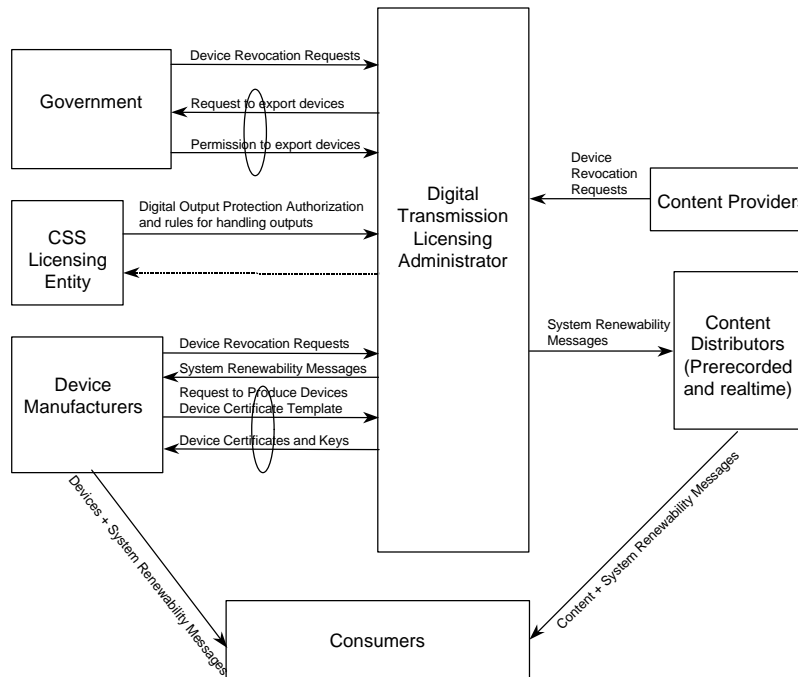 Device Revocation Requests
Government
Request to export devices
Permission to export devices
Device
Revocation
Requests
Content Providers
Digital Output Protection Authorization
and rules for handling outputs
CSS
Licensing
Entity
Digital
Transmission
Licensing
Administrator
System Renewability
Messages
Content
Distributors
(Prerecorded
and realtime)
Device Revocation Requests
System Renewability Messages
Device
Manufacturers
Request to Produce Devices
Device Certificate Template
Device Certificates and Keys
Devices + System Renewability Messages
Content + System Renewability Messages
Consumers